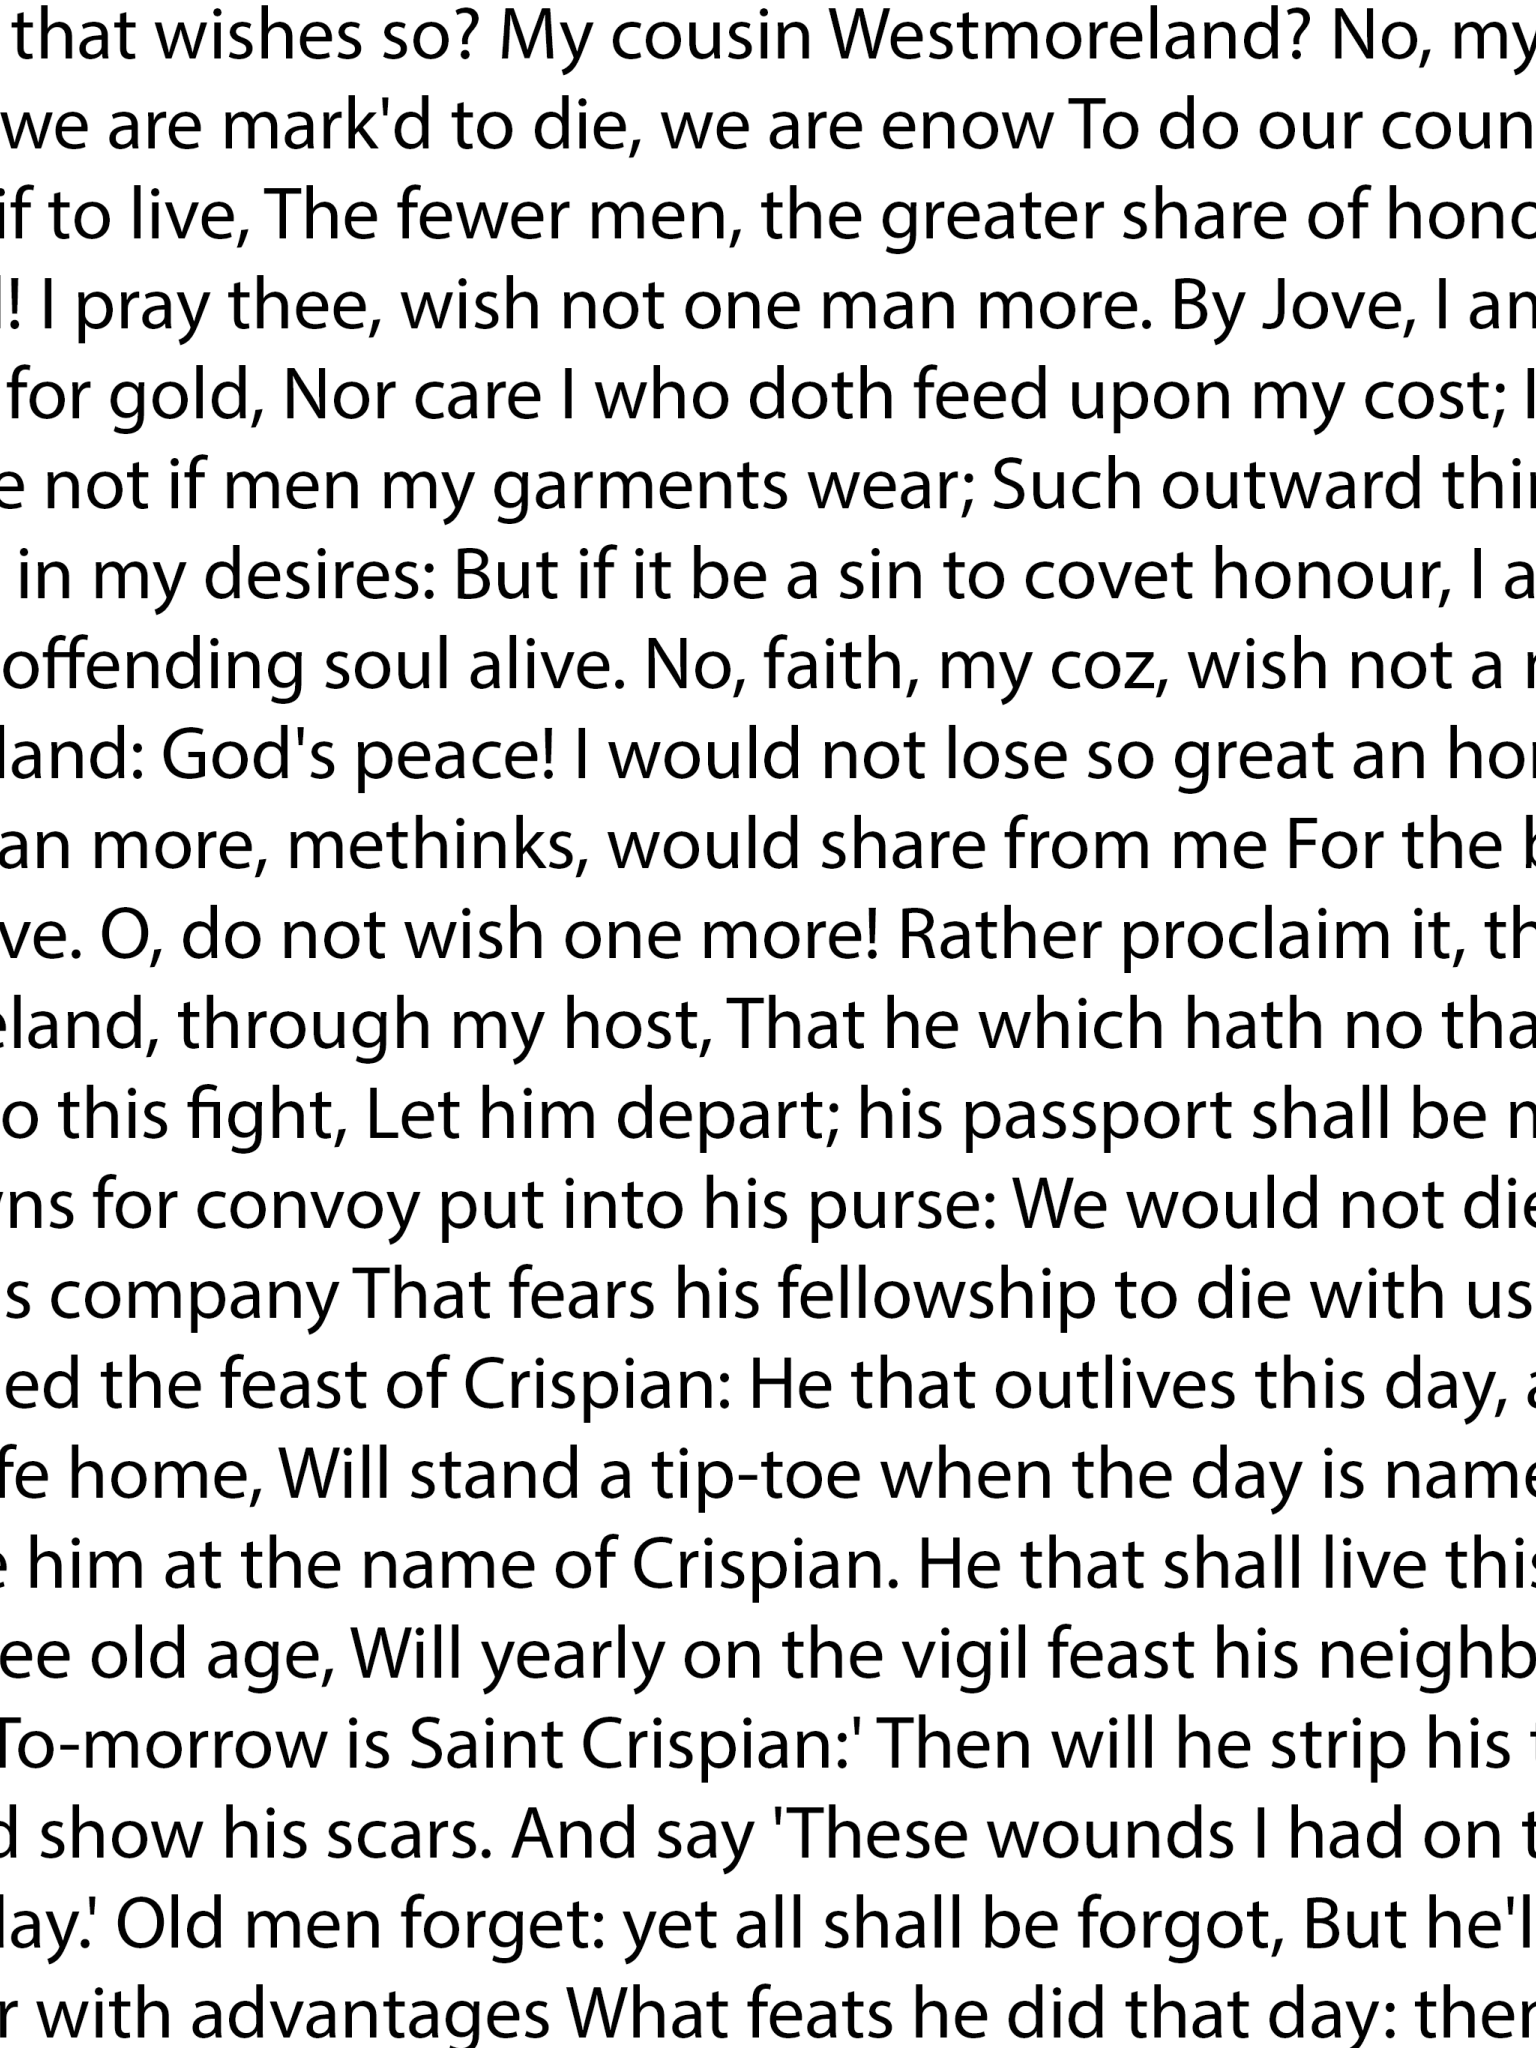 that wishes so? My cousin Westmoreland? No, my
we are mark'd to die, we are enow To do our coun
if to live, The fewer men, the greater share of hono
! I pray thee, wish not one man more. By Jove, I am
for gold, Nor care I who doth feed upon my cost; I
e not if men my garments wear; Such outward thin
in my desires: But if it be a sin to covet honour, I a
offending soul alive. No, faith, my coz, wish not a
land: God's peace! I would not lose so great an hon
an more, methinks, would share from me For the b
ve. O, do not wish one more! Rather proclaim it, th
eland, through my host, That he which hath no tha
o this fight, Let him depart; his passport shall be m
wns for convoy put into his purse: We would not die
s company That fears his fellowship to die with us
ed the feast of Crispian: He that outlives this day, a
fe home, Will stand a tip-toe when the day is name
e him at the name of Crispian. He that shall live this
ee old age, Will yearly on the vigil feast his neighb
To-morrow is Saint Crispian:' Then will he strip his
d show his scars. And say 'These wounds I had on t
day.' Old men forget: yet all shall be forgot, But he'll
r with advantages What feats he did that day: then